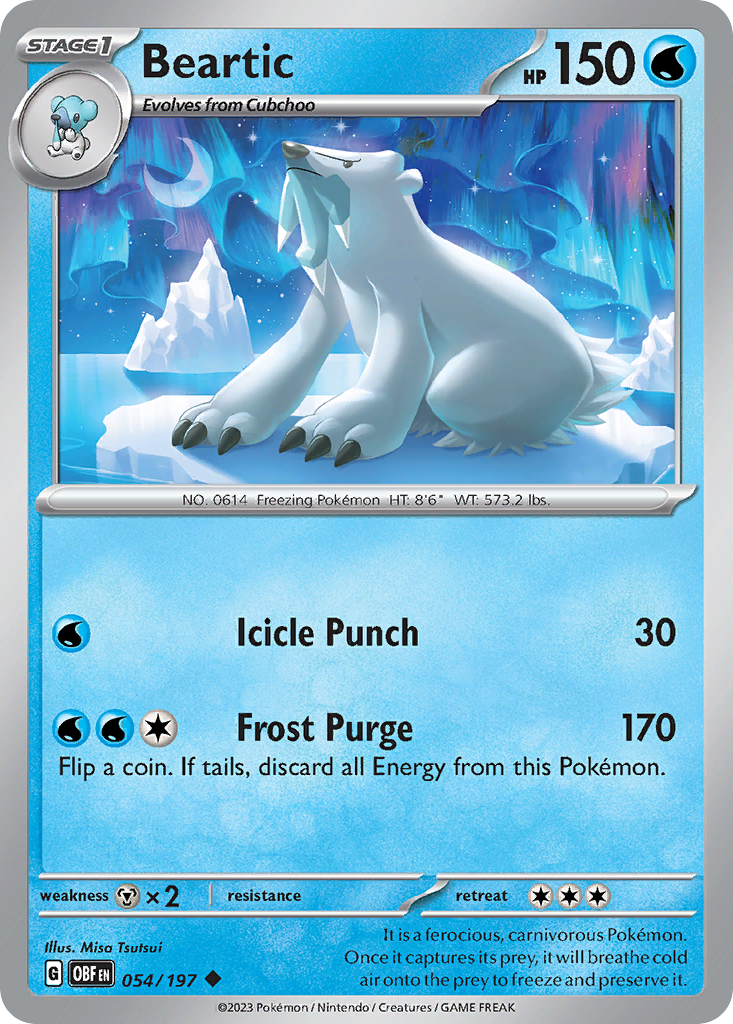 STAGE1
Beartic
HP 150
Evolves from Cubchoo
NO. 0614 Freezing Pokémon HT: 8'6" WT: 573.2 lbs.
Icicle Punch 30
Frost Purge 170
Flip a coin. If tails, discard all Energy from this Pokémon.
weakness ×2 resistance retreat
Illus. Misa Tsutsui
It is a ferocious, carnivorous Pokémon.
Once it captures its prey, it will breathe cold
air onto the prey to freeze and preserve it.
G OBF EN 054/197
©2023 Pokémon / Nintendo / Creatures / GAME FREAK